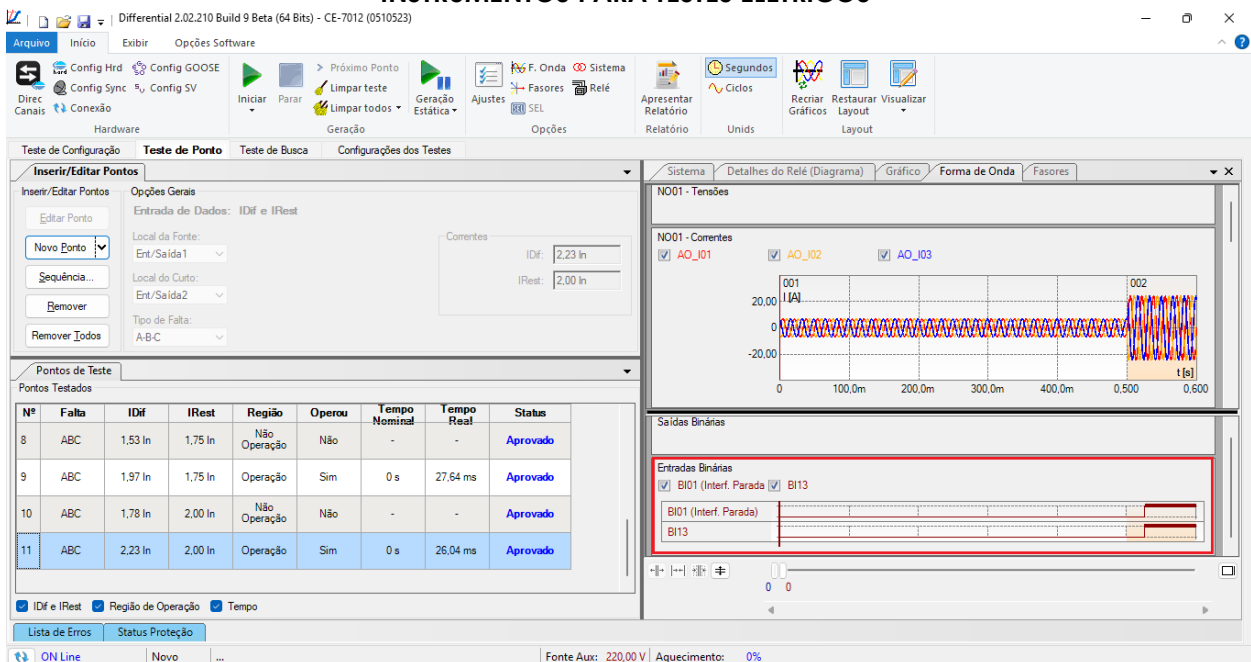 INSTRUMENTOS PARA TESTES ELÉTRICOS
Differential 2.02.210 Build 9 Beta (64 Bits) - CE-7012 (0510523)
Arquivo Início Exibir Opções Software
Direc Canais
Config Hrd
Config Sync
Conexão
Config GOOSE
Config SV
Hardware
Iniciar
Parar
Próximo Ponto
Limpar teste
Limpar todos
Geração Estática
Geração
Ajustes
F. Onda
Fasores
SEL
Sistema
Relé
Opções
Apresentar Relatório
Relatório
Segundos
Ciclos
Unids
Recriar Gráficos
Restaurar Layout
Visualizar
Layout
Teste de Configuração Teste de Ponto Teste de Busca Configurações dos Testes
Inserir/Editar Pontos
Inserir/Editar Pontos
Editar Ponto
Novo Ponto
Sequência...
Remover
Remover Todos
Opções Gerais
Entrada de Dados: IDif e IRest
Local da Fonte:
Ent/Saída1
Local do Curto:
Ent/Saída2
Tipo de Falta:
A-B-C
Correntes
IDif: 2,23 In
IRest: 2,00 In
Pontos de Teste
Pontos Testados
Nº Falta IDif IRest Região Operou Tempo Nominal Tempo Real Status
8 ABC 1,53 In 1,75 In Não Operação Não - - Aprovado
9 ABC 1,97 In 1,75 In Operação Sim 0 s 27,64 ms Aprovado
10 ABC 1,78 In 2,00 In Não Operação Não - - Aprovado
11 ABC 2,23 In 2,00 In Operação Sim 0 s 26,04 ms Aprovado
IDif e IRest Região de Operação Tempo
Sistema Detalhes do Relé (Diagrama) Gráfico Forma de Onda Fasores
NO01 - Tensões
NO01 - Correntes
AO_I01 AO_I02 AO_I03
001 002
I [A]
20,00
0
-20,00
t [s]
0 100,0m 200,0m 300,0m 400,0m 0,500 0,600
Saídas Binárias
Entradas Binárias
BI01 (Interf. Parada BI13
BI01 (Interf. Parada)
BI13
0 0
Lista de Erros Status Proteção
ON Line Novo ... Fonte Aux: 220,00 V Aquecimento: 0%